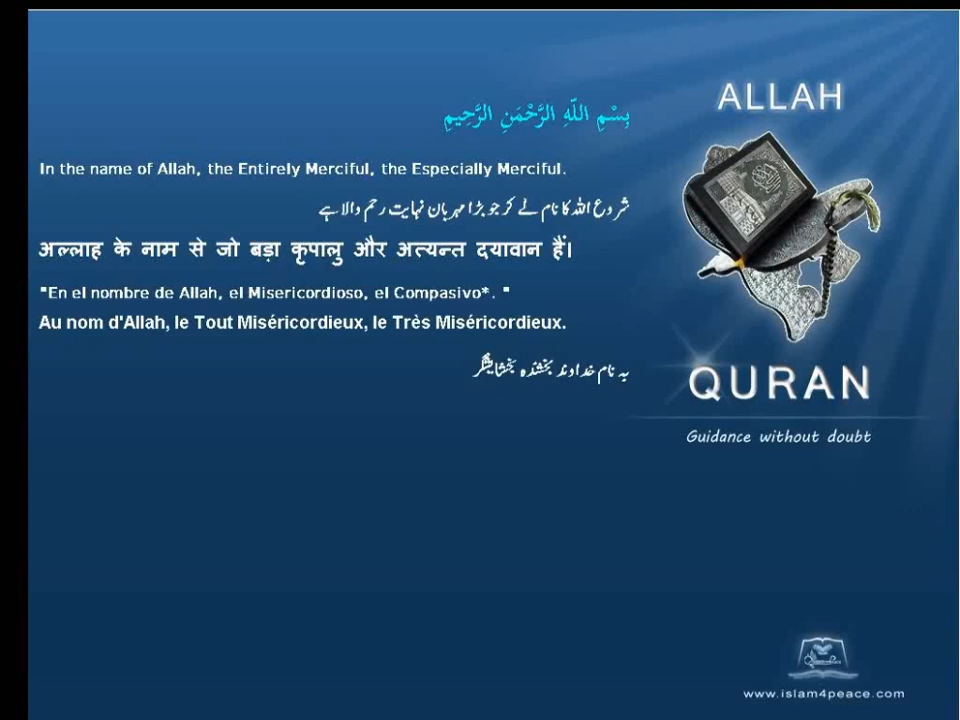 بِسْمِ اللَّهِ الرَّحْمَنِ الرَّحِيمِ
In the name of Allah, the Entirely Merciful, the Especially Merciful.
شروع اللہ کا نام لے کر جو بڑا مہربان نہایت رحم والا ہے
अल्लाह के नाम से जो बड़ा कृपालु और अत्यन्त दयावान हैं।
"En el nombre de Allah, el Misericordioso, el Compasivo*. "
Au nom d'Allah, le Tout Miséricordieux, le Très Miséricordieux.
به نام خداوند بخشنده بخشایشگر
ALLAH
QURAN
Guidance without doubt
www.islam4peace.com